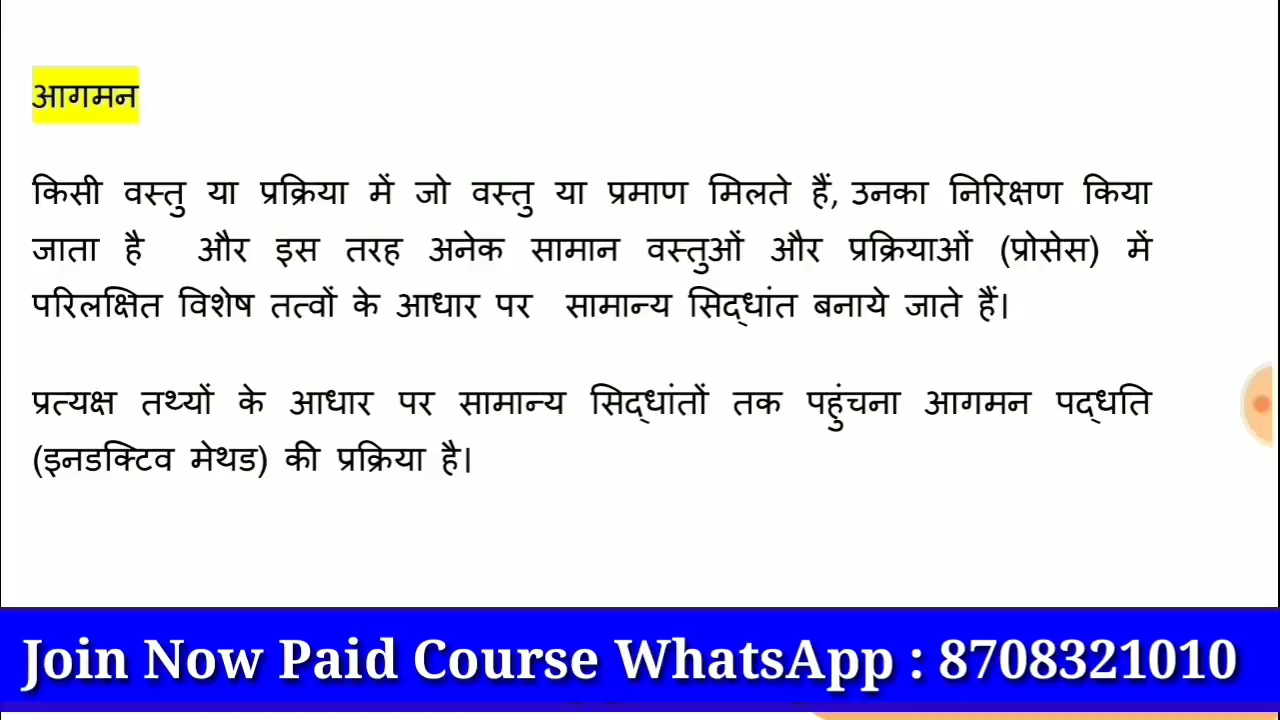 आगमन
किसी वस्तु या प्रक्रिया में जो वस्तु या प्रमाण मिलते हैं, उनका निरिक्षण किया
जाता है और इस तरह अनेक सामान वस्तुओं और प्रक्रियाओं (प्रोसेस) में
परिलक्षित विशेष तत्वों के आधार पर सामान्य सिद्धांत बनाये जाते हैं।
प्रत्यक्ष तथ्यों के आधार पर सामान्य सिद्धांतों तक पहुंचना आगमन पद्धति
(इनडक्टिव मेथड) की प्रक्रिया है।
Join Now Paid Course WhatsApp : 8708321010